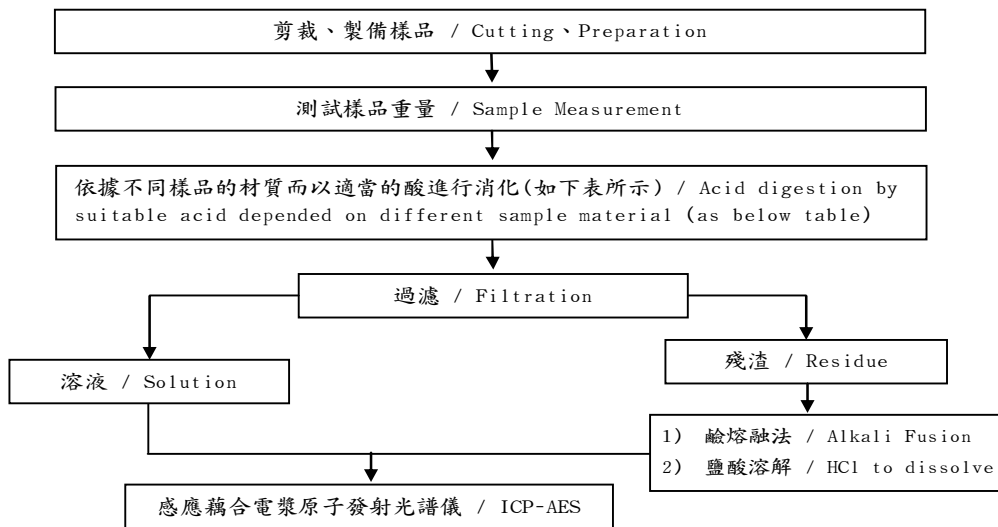 剪裁、製備樣品 / Cutting、Preparation
測試樣品重量 / Sample Measurement
依據不同樣品的材質而以適當的酸進行消化(如下表所示) / Acid digestion by
suitable acid depended on different sample material (as below table)
過濾 / Filtration
溶液 / Solution
殘渣 / Residue
1) 鹼熔融法 / Alkali Fusion
2) 鹽酸溶解 / HCl to dissolve
感應藕合電漿原子發射光譜儀 / ICP-AES